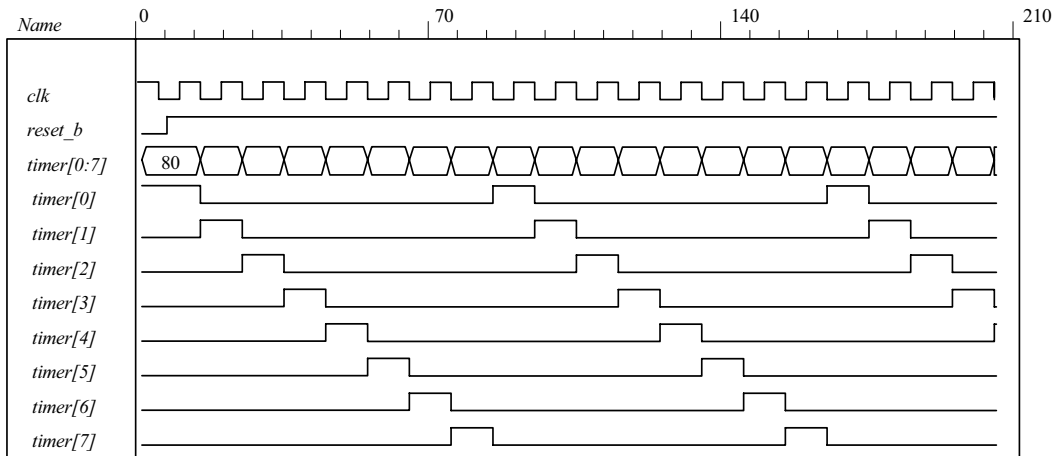 Name 0 70 140 210
clk
reset_b
timer[0:7] 80
timer[0]
timer[1]
timer[2]
timer[3]
timer[4]
timer[5]
timer[6]
timer[7]